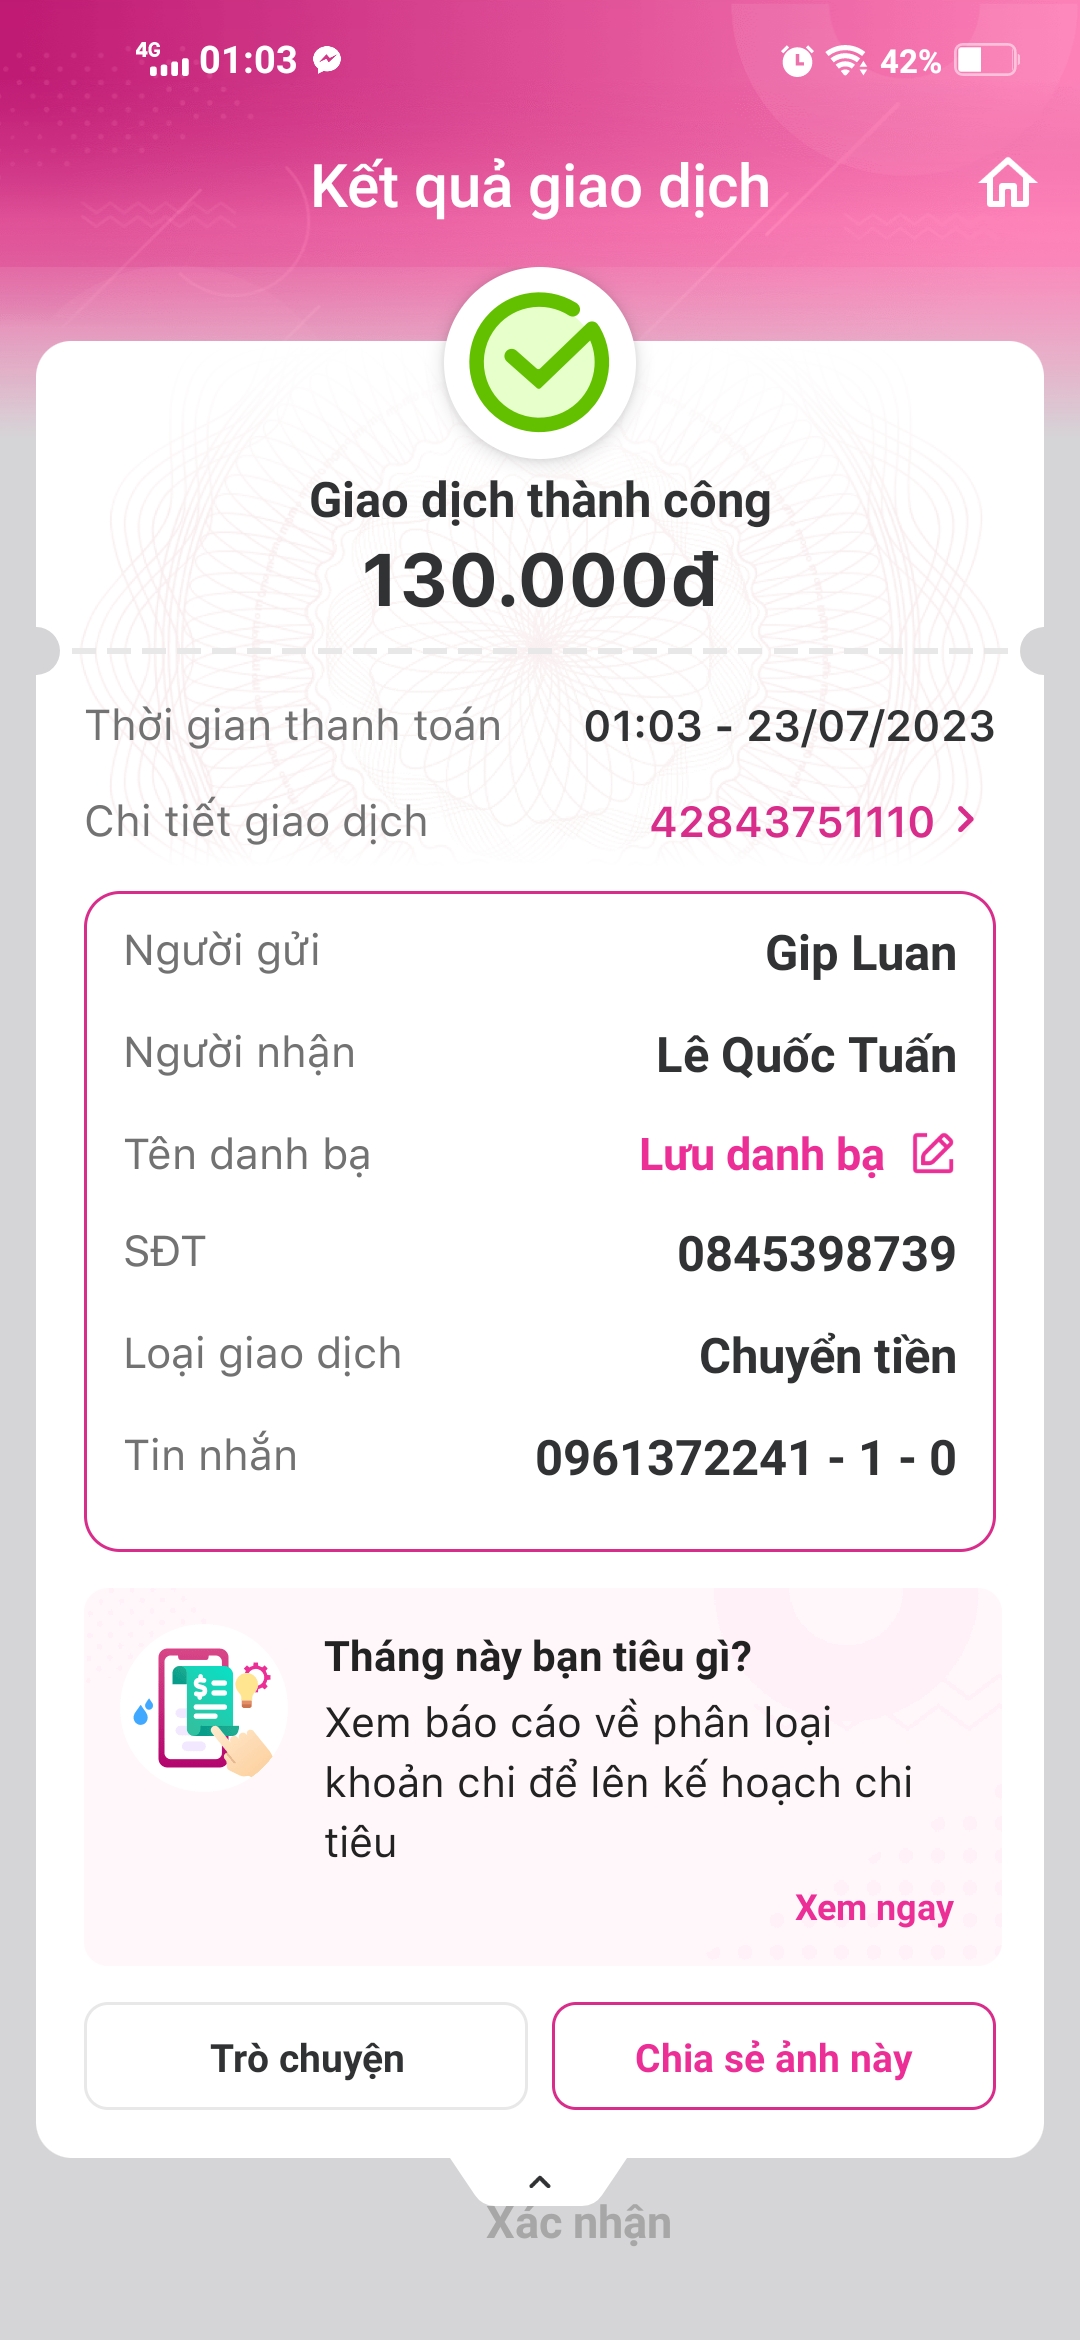 4G 01:03 42%
Kết quả giao dịch
Giao dịch thành công
130.000đ
Thời gian thanh toán 01:03 - 23/07/2023
Chi tiết giao dịch 42843751110
Người gửi Gip Luan
Người nhận Lê Quốc Tuấn
Tên danh bạ Lưu danh bạ
SĐT 0845398739
Loại giao dịch Chuyển tiền
Tin nhắn 0961372241 - 1 - 0
Tháng này bạn tiêu gì?
Xem báo cáo về phân loại
khoản chi để lên kế hoạch chi
tiêu
Xem ngay
Trò chuyện Chia sẻ ảnh này
Xác nhận